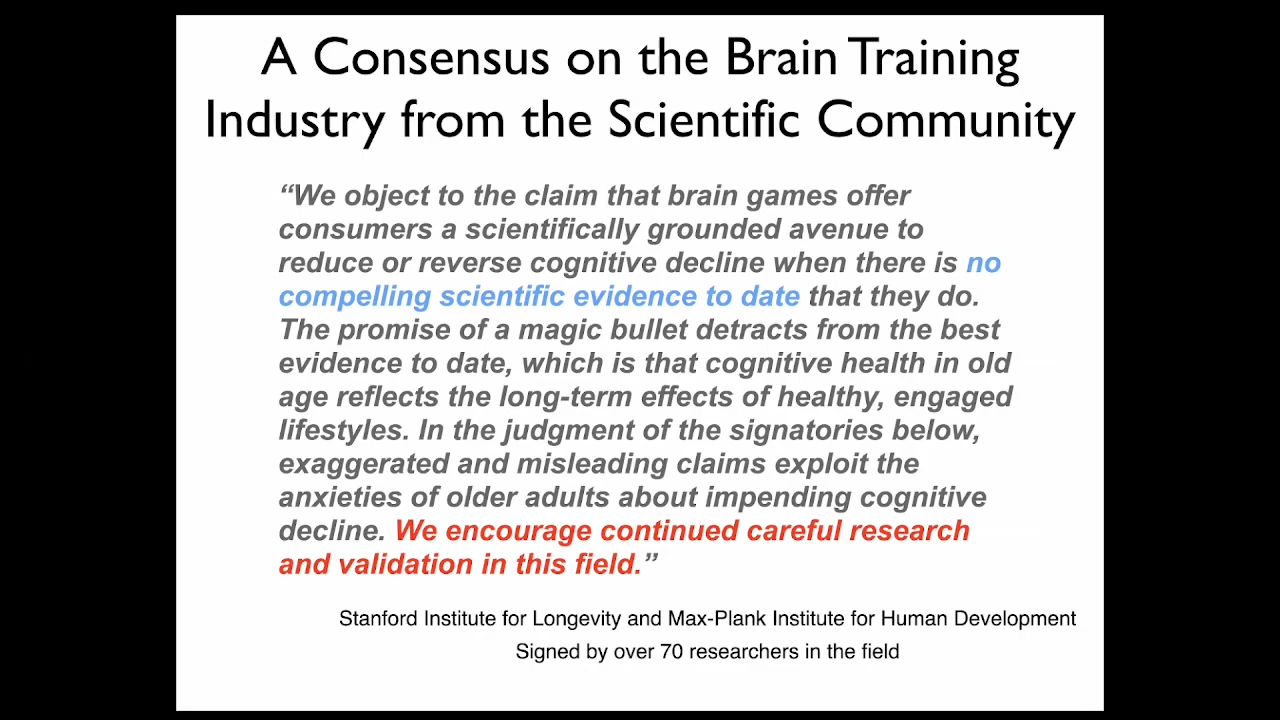 A Consensus on the Brain Training
Industry from the Scientific Community
“We object to the claim that brain games offer
consumers a scientifically grounded avenue to
reduce or reverse cognitive decline when there is no
compelling scientific evidence to date that they do.
The promise of a magic bullet detracts from the best
evidence to date, which is that cognitive health in old
age reflects the long-term effects of healthy, engaged
lifestyles. In the judgment of the signatories below,
exaggerated and misleading claims exploit the
anxieties of older adults about impending cognitive
decline. We encourage continued careful research
and validation in this field.”
Stanford Institute for Longevity and Max-Plank Institute for Human Development
Signed by over 70 researchers in the field